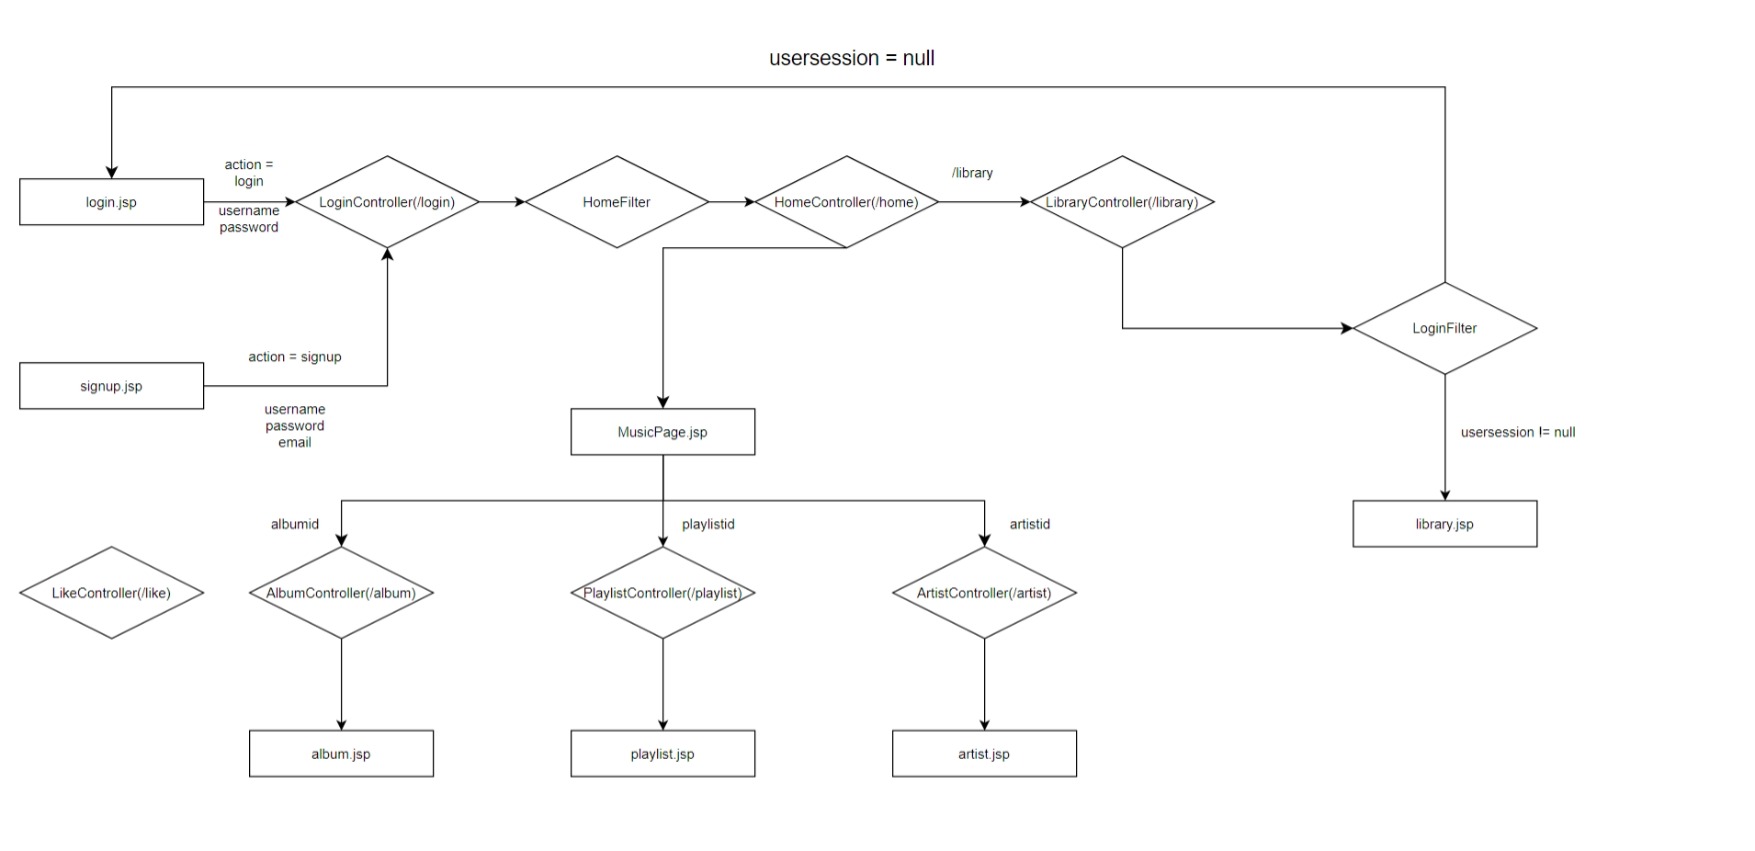 usersession = null
action =
login
/library
login.jsp
LoginController(/login)
HomeFilter
HomeController(/home)
LibraryController(/library)
username
password
LoginFilter
action = signup
signup.jsp
username
password
email
MusicPage.jsp
usersession != null
albumid
playlistid
artistid
library.jsp
LikeController(/like)
AlbumController(/album)
PlaylistController(/playlist)
ArtistController(/artist)
album.jsp
playlist.jsp
artist.jsp